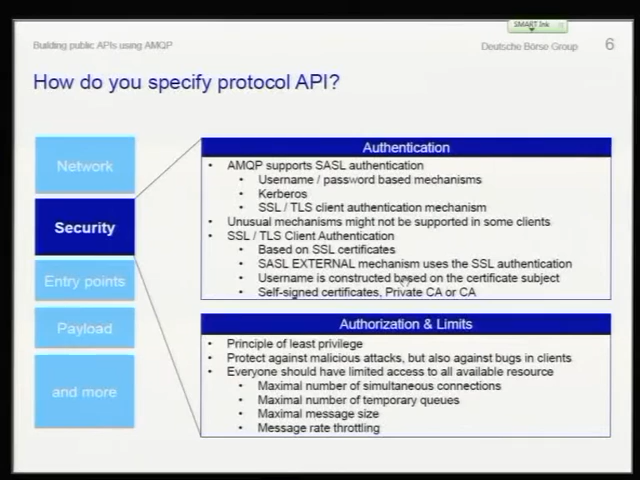 SMART Ink
Building public APIs using AMQP
Deutsche Börse Group
6
How do you specify protocol API?
Network
Security
Entry points
Payload
and more
Authentication
• AMQP supports SASL authentication
• Username / password based mechanisms
• Kerberos
• SSL / TLS client authentication mechanism
• Unusual mechanisms might not be supported in some clients
• SSL / TLS Client Authentication
• Based on SSL certificates
• SASL EXTERNAL mechanism uses the SSL authentication
• Username is constructed based on the certificate subject
• Self-signed certificates, Private CA or CA
Authorization & Limits
• Principle of least privilege
• Protect against malicious attacks, but also against bugs in clients
• Everyone should have limited access to all available resource
• Maximal number of simultaneous connections
• Maximal number of temporary queues
• Maximal message size
• Message rate throttling